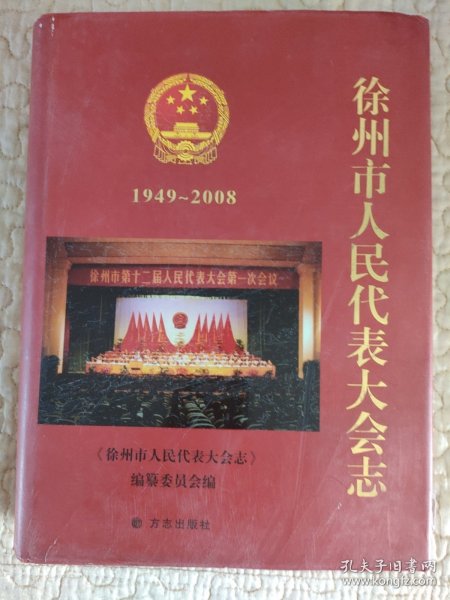 徐州市人民代表大会志
1949~2008
徐州市第十二届人民代表大会第一次会议
《徐州市人民代表大会志》
编纂委员会编
方志出版社
孔夫子旧书网
www.kongfz.com